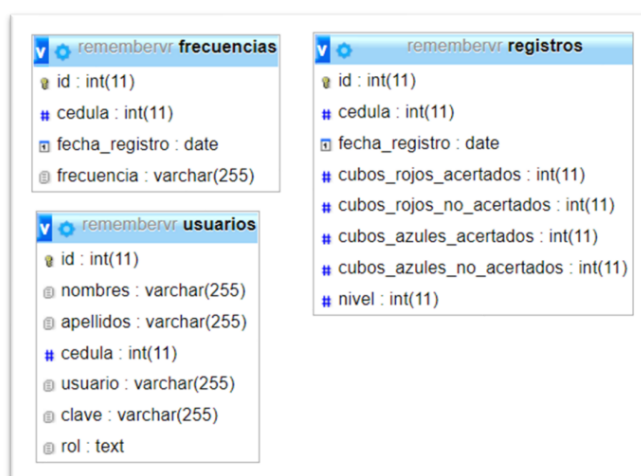 remembervr frecuencias
id : int(11)
cedula : int(11)
fecha_registro : date
frecuencia : varchar(255)
remembervr usuarios
id : int(11)
nombres : varchar(255)
apellidos : varchar(255)
cedula : int(11)
usuario : varchar(255)
clave : varchar(255)
rol : text
remembervr registros
id : int(11)
cedula : int(11)
fecha_registro : date
cubos_rojos_acertados : int(11)
cubos_rojos_no_acertados : int(11)
cubos_azules_acertados : int(11)
cubos_azules_no_acertados : int(11)
nivel : int(11)